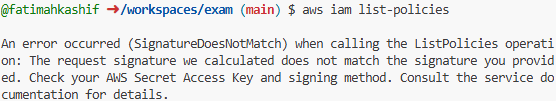 @fatimahkashif ➜ /workspaces/exam (main) $ aws iam list-policies

An error occurred (SignatureDoesNotMatch) when calling the ListPolicies operati
on: The request signature we calculated does not match the signature you provid
ed. Check your AWS Secret Access Key and signing method. Consult the service do
cumentation for details.